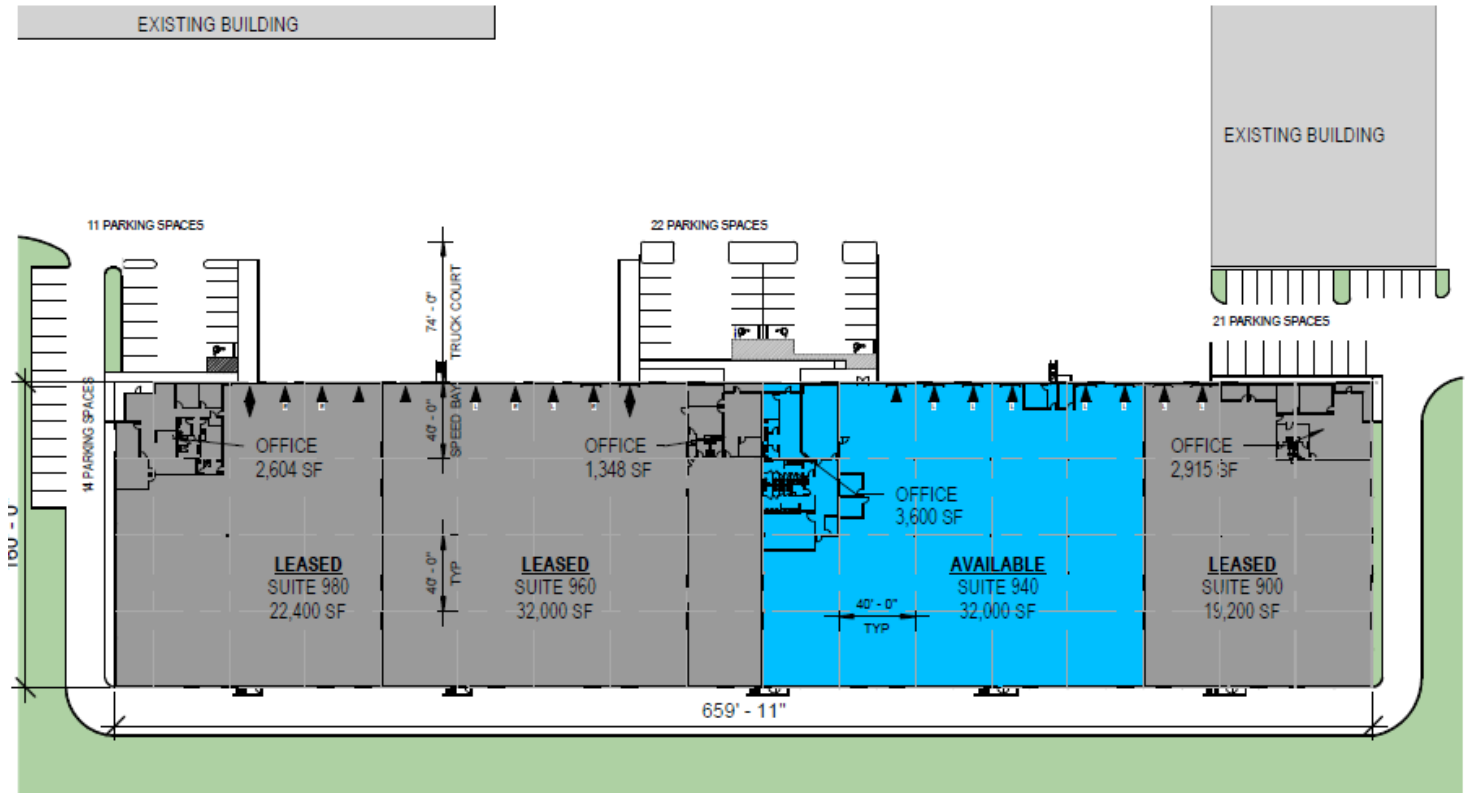 EXISTING BUILDING
EXISTING BUILDING
11 PARKING SPACES
22 PARKING SPACES
74' - 0"
TRUCK COURT
21 PARKING SPACES
14 PARKING SPACES
40' - 0"
SPEED BAY
OFFICE
2,604 SF
OFFICE
1,348 SF
OFFICE
3,600 SF
OFFICE
2,915 SF
LEASED
SUITE 980
22,400 SF
40' - 0"
TYP
LEASED
SUITE 960
32,000 SF
40' - 0"
TYP
AVAILABLE
SUITE 940
32,000 SF
LEASED
SUITE 900
19,200 SF
659' - 11"